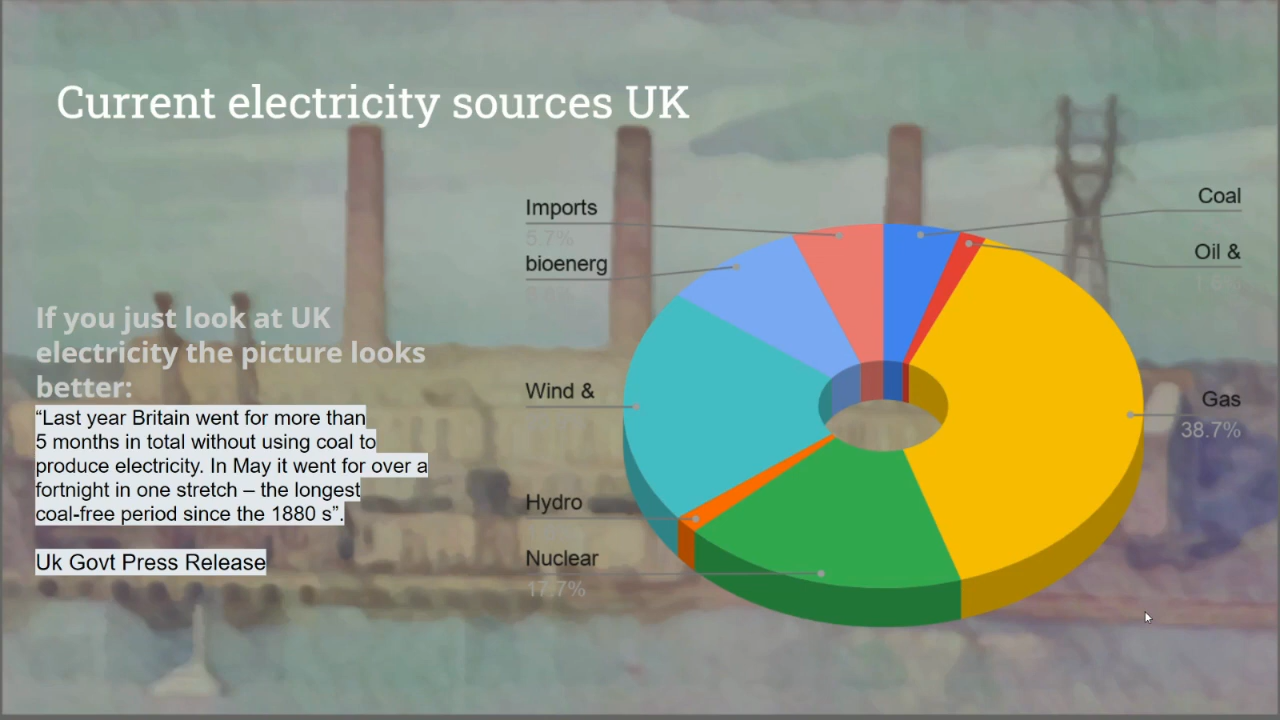 Current electricity sources UK
If you just look at UK
electricity the picture looks
better:
“Last year Britain went for more than
5 months in total without using coal to
produce electricity. In May it went for over a
fortnight in one stretch – the longest
coal-free period since the 1880 s”.
Uk Govt Press Release
Imports
5.7%
bioenerg
Wind &
Hydro
Nuclear
17.7%
Coal
Oil &
Gas
38.7%